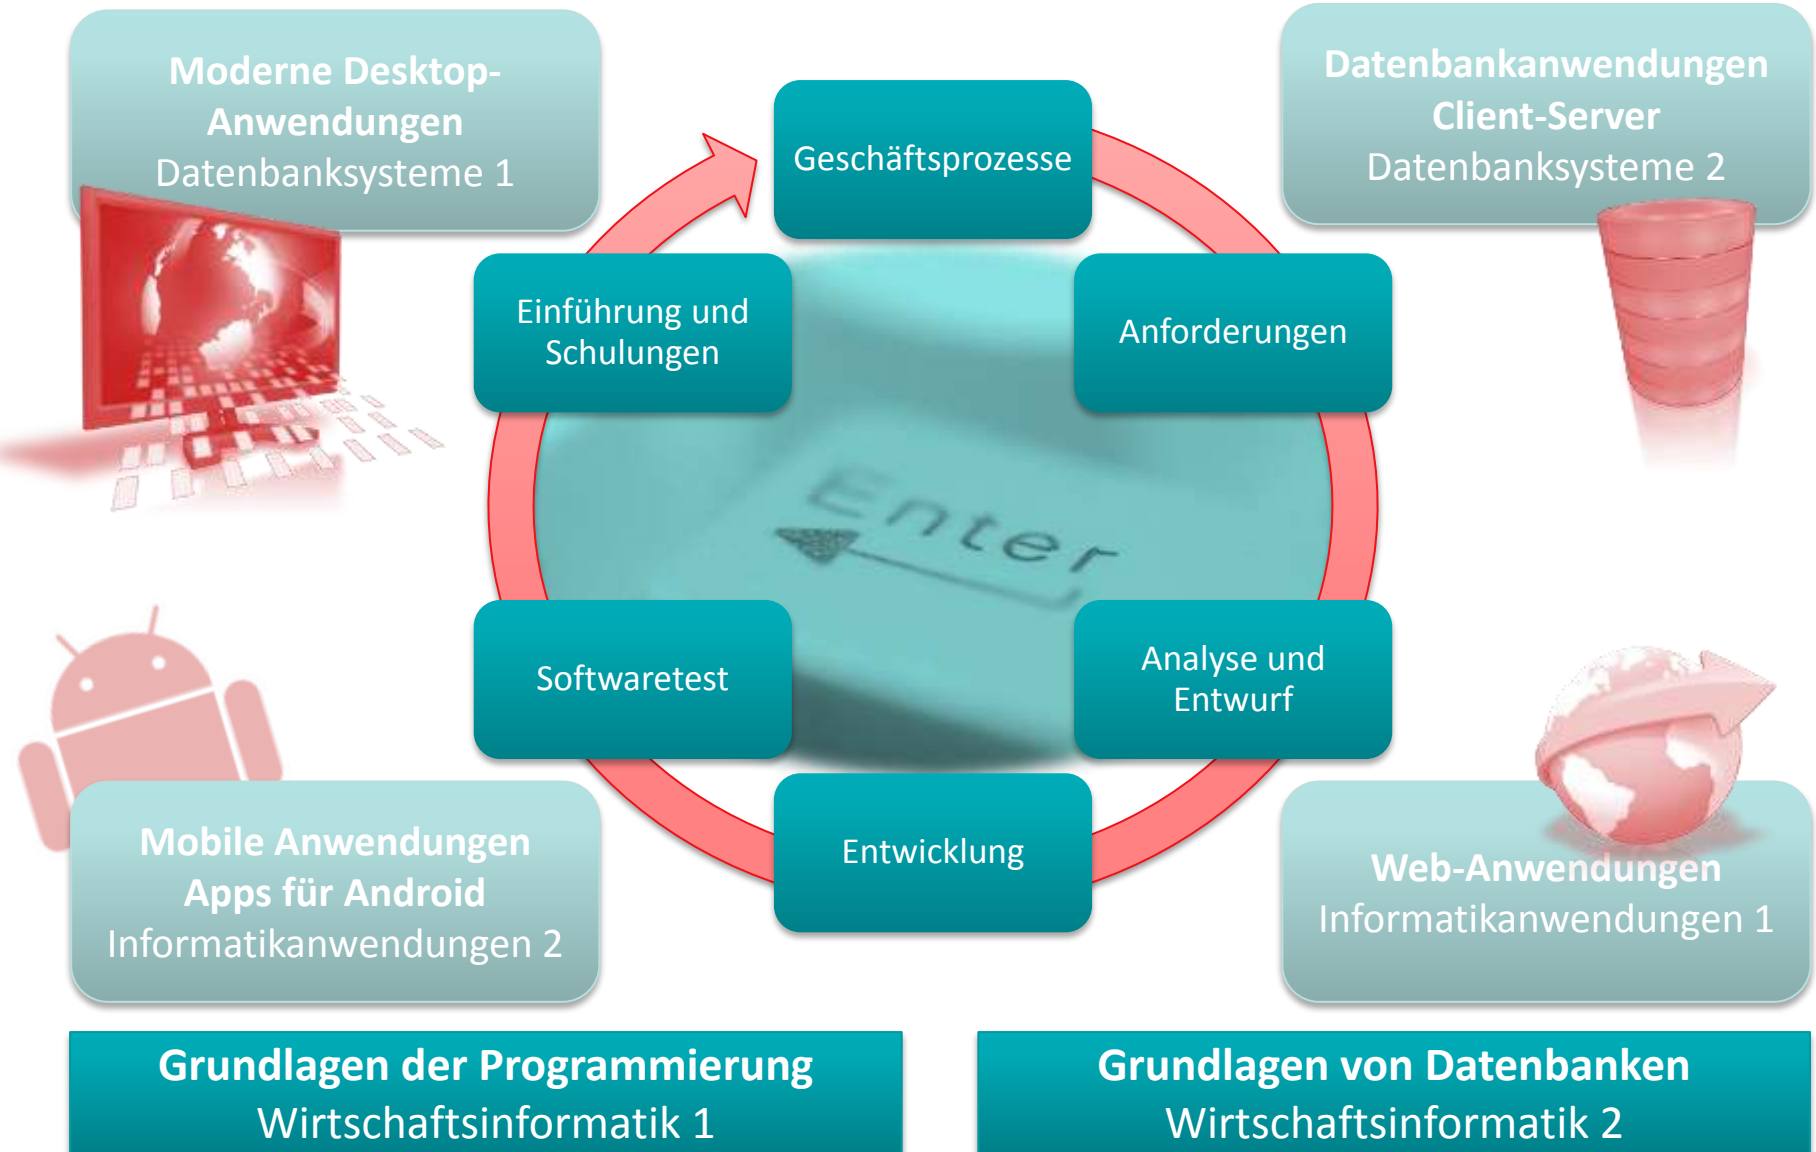 Moderne Desktop-
Anwendungen
Datenbanksysteme 1
Datenbankanwendungen
Client-Server
Datenbanksysteme 2
Geschäftsprozesse
Einführung und
Schulungen
Anforderungen
Enter
Softwaretest
Analyse und
Entwurf
Entwicklung
Mobile Anwendungen
Apps für Android
Informatikanwendungen 2
Web-Anwendungen
Informatikanwendungen 1
Grundlagen der Programmierung
Wirtschaftsinformatik 1
Grundlagen von Datenbanken
Wirtschaftsinformatik 2